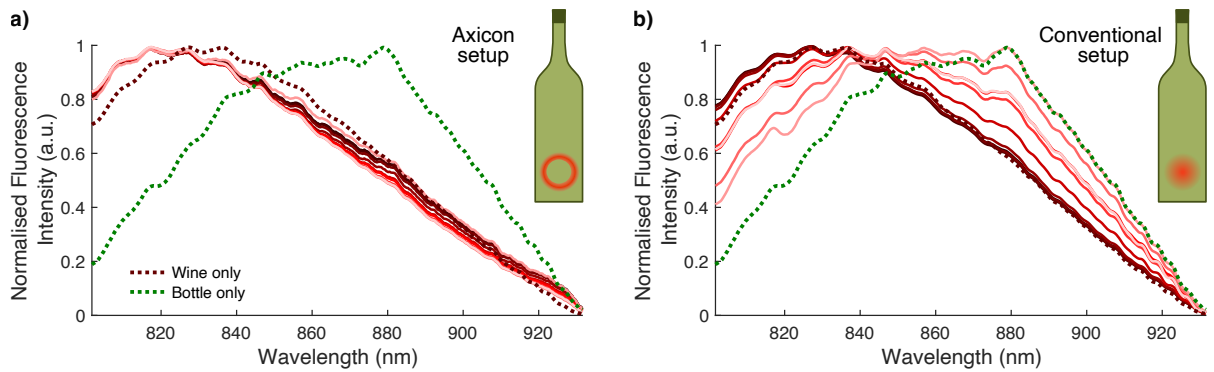 a)
Axicon
setup
Normalised Fluorescence
Intensity (a.u.)
1
0.8
0.6
0.4
0.2
0
Wine only
Bottle only
820 840 860 880 900 920
Wavelength (nm)
b)
Conventional
setup
Normalised Fluorescence
Intensity (a.u.)
1
0.8
0.6
0.4
0.2
0
820 840 860 880 900 920
Wavelength (nm)